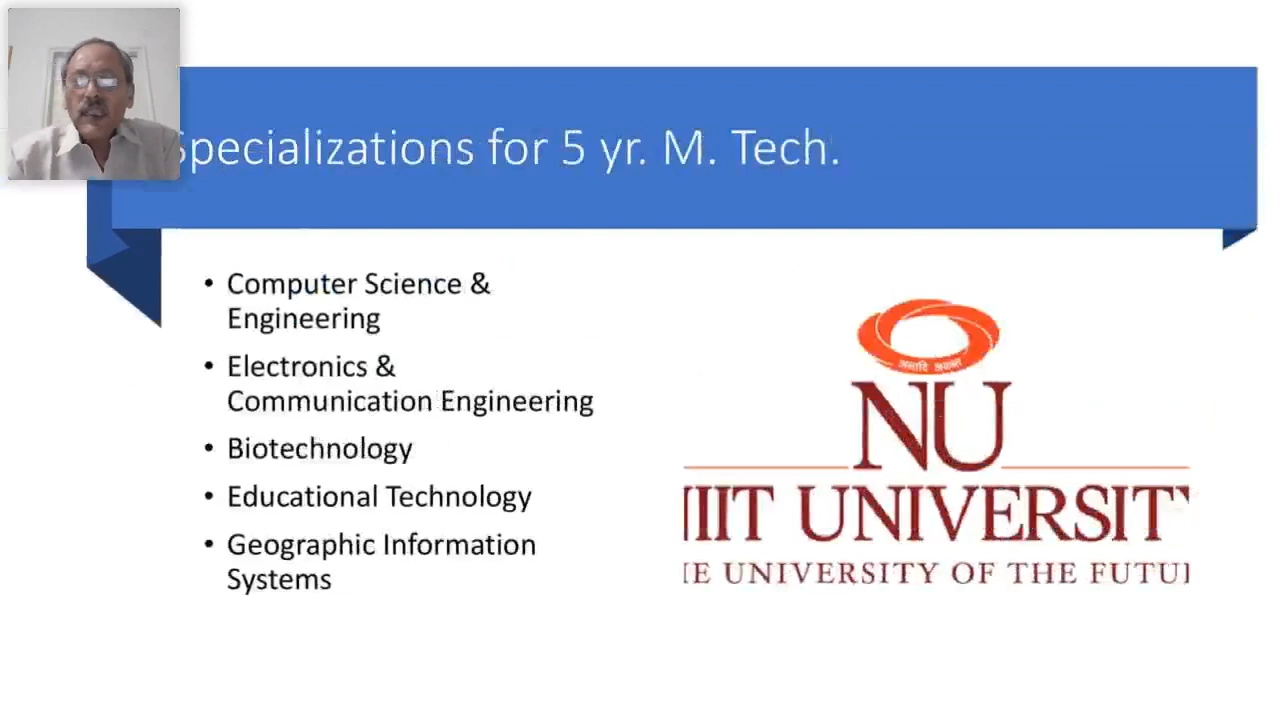 Specializations for 5 yr. M. Tech.
• Computer Science &
Engineering
• Electronics &
Communication Engineering
• Biotechnology
• Educational Technology
• Geographic Information
Systems
NU
IIT UNIVERSIT
E UNIVERSITY OF THE FUTU